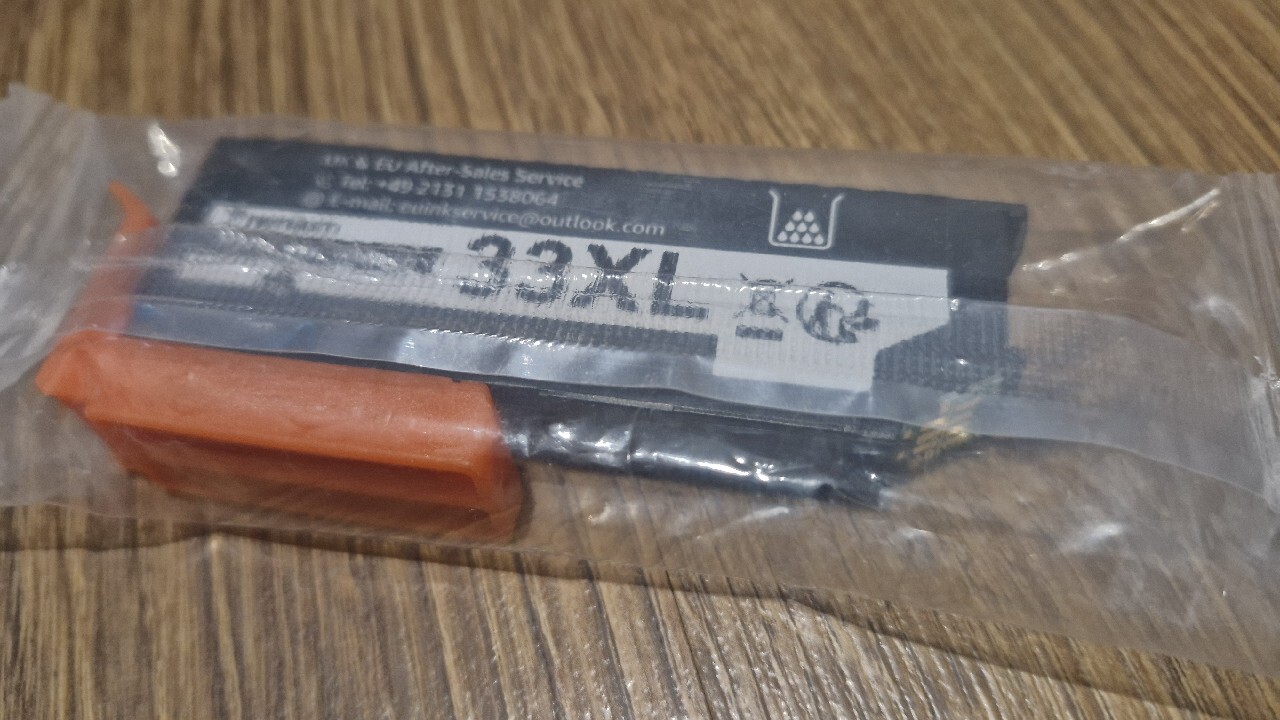 UK & EU After-Sales Service
Tel: +49 2131 1538064
@ E-mail: euinkservice@outlook.com
33XL